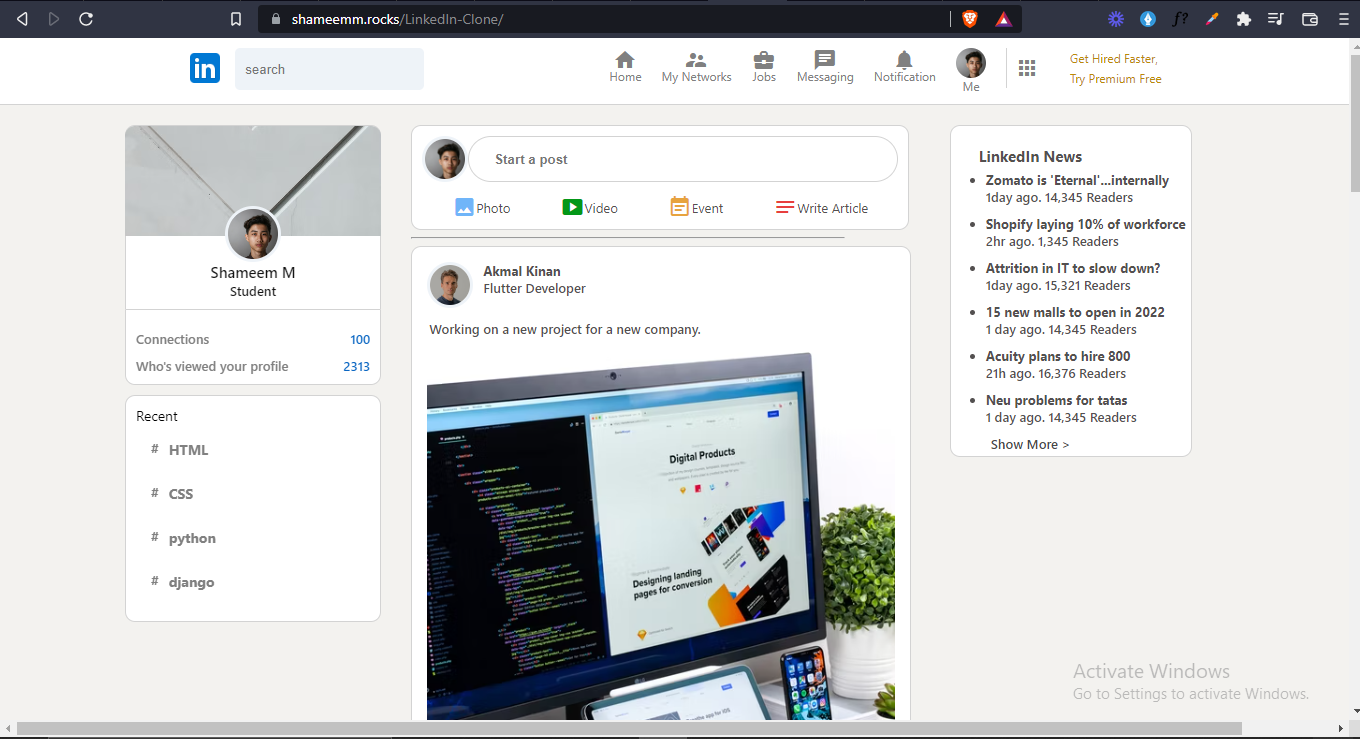 shameemm.rocks/LinkedIn-Clone/
f?
in
search
Home
My Networks
Jobs
Messaging
Notification
Me
Get Hired Faster,
Try Premium Free
Shameem M
Student
Connections 100
Who's viewed your profile 2313
Recent
# HTML
# CSS
# python
# django
Start a post
Photo
Video
Event
Write Article
Akmal Kinan
Flutter Developer
Working on a new project for a new company.
Digital Products
Designing landing
pages for conversion
LinkedIn News
Zomato is 'Eternal'...internally
1day ago. 14,345 Readers
Shopify laying 10% of workforce
2hr ago. 1,345 Readers
Attrition in IT to slow down?
1day ago. 15,321 Readers
15 new malls to open in 2022
1 day ago. 14,345 Readers
Acuity plans to hire 800
21h ago. 16,376 Readers
Neu problems for tatas
1 day ago. 14,345 Readers
Show More >
Activate Windows
Go to Settings to activate Windows.